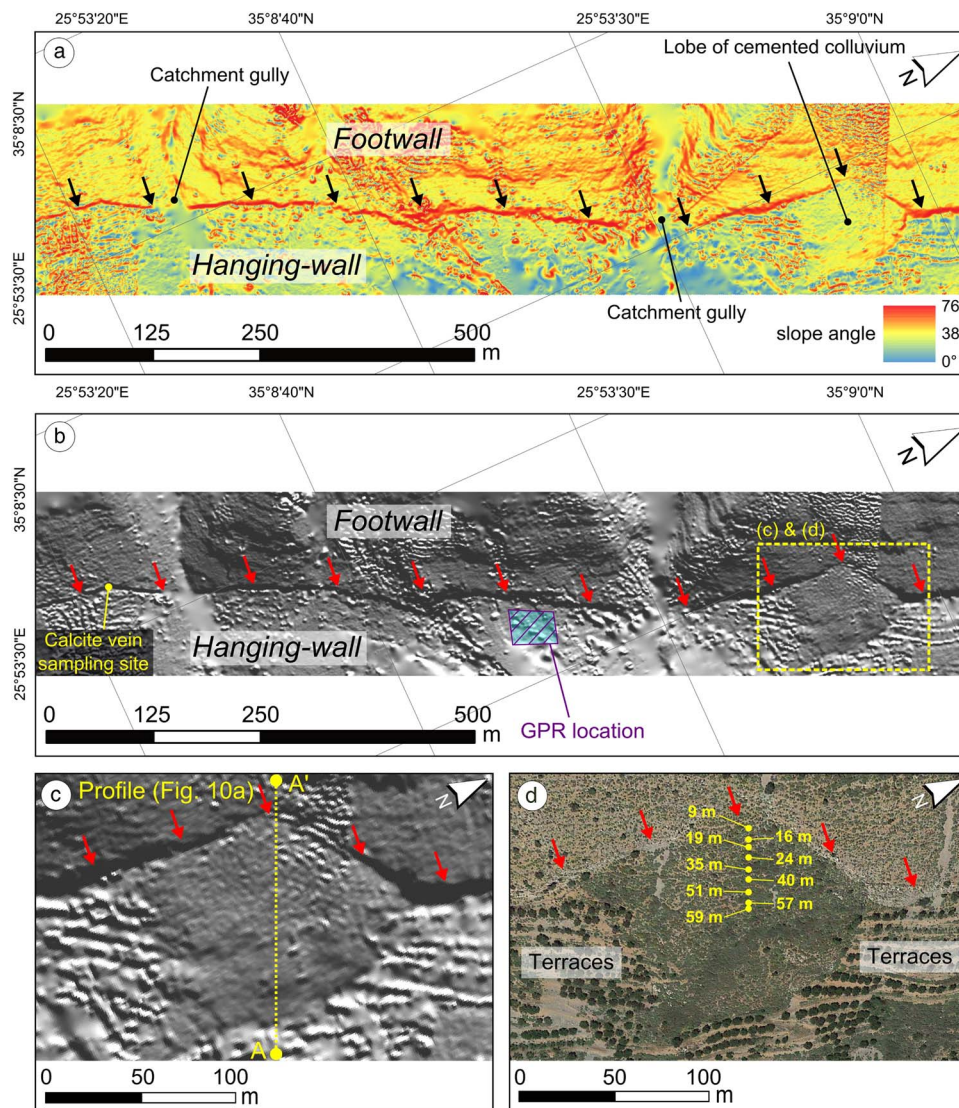 25°53'20"E
35°8'40"N
25°53'30"E
35°9'0"N
a
Catchment gully
Lobe of cemented colluvium
N
35°8'30"N
Footwall
Hanging-wall
25°53'30"E
Catchment gully
0 125 250 500
m
slope angle
76
38
0°
25°53'20"E
35°8'40"N
25°53'30"E
35°9'0"N
b
N
35°8'30"N
Footwall
(c) & (d)
Calcite vein
sampling site
Hanging-wall
25°53'30"E
GPR location
0 125 250 500
m
c
Profile (Fig. 10a)
A'
N
A
0 50 100
m
d
N
9 m
19 m
16 m
24 m
35 m
40 m
51 m
57 m
59 m
Terraces
Terraces
0 50 100
m